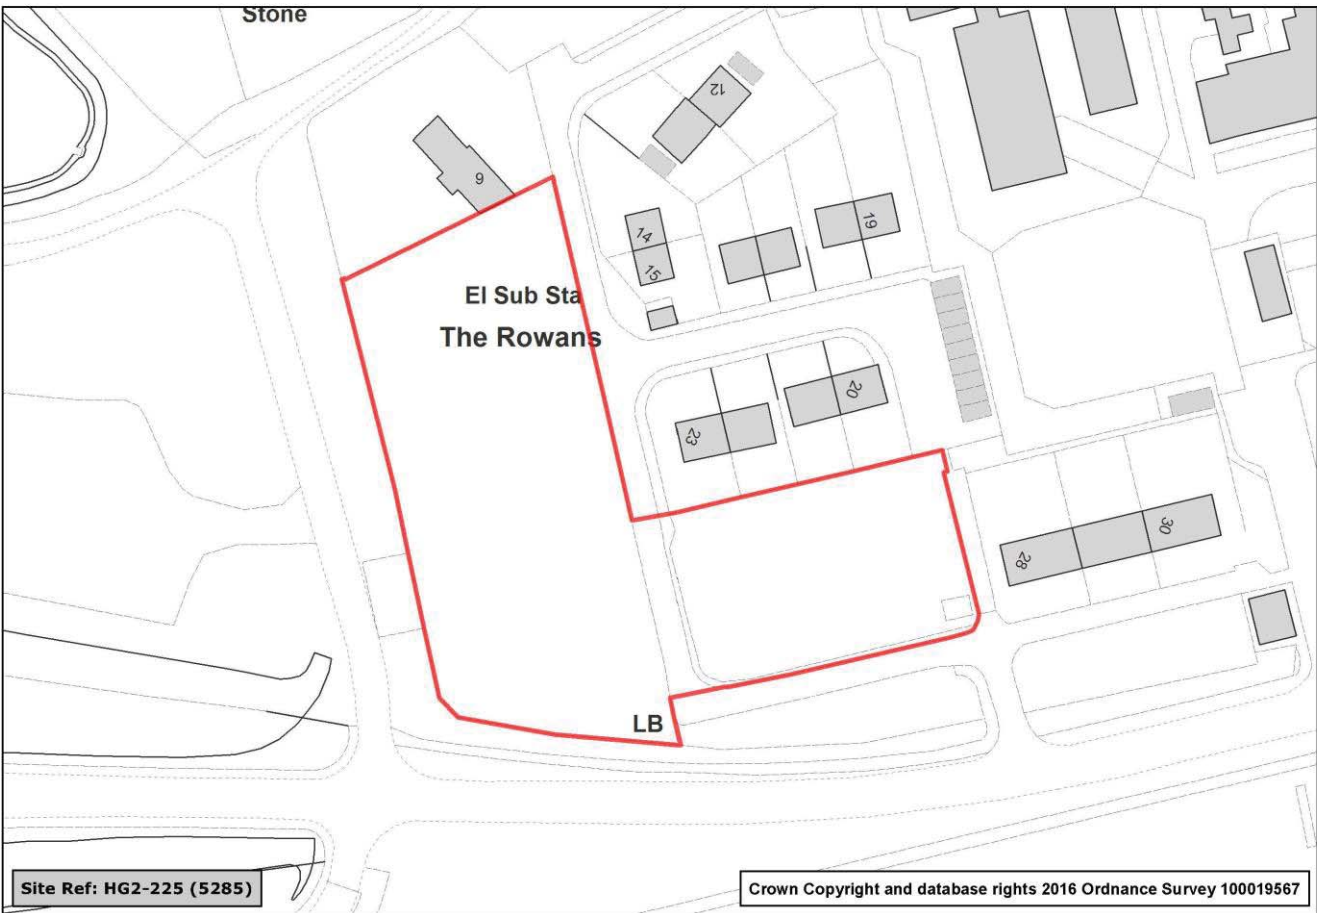 Stone
12
9
14
15
19
El Sub Sta
The Rowans
20
23
30
28
LB
Site Ref: HG2-225 (5285)
Crown Copyright and database rights 2016 Ordnance Survey 100019567